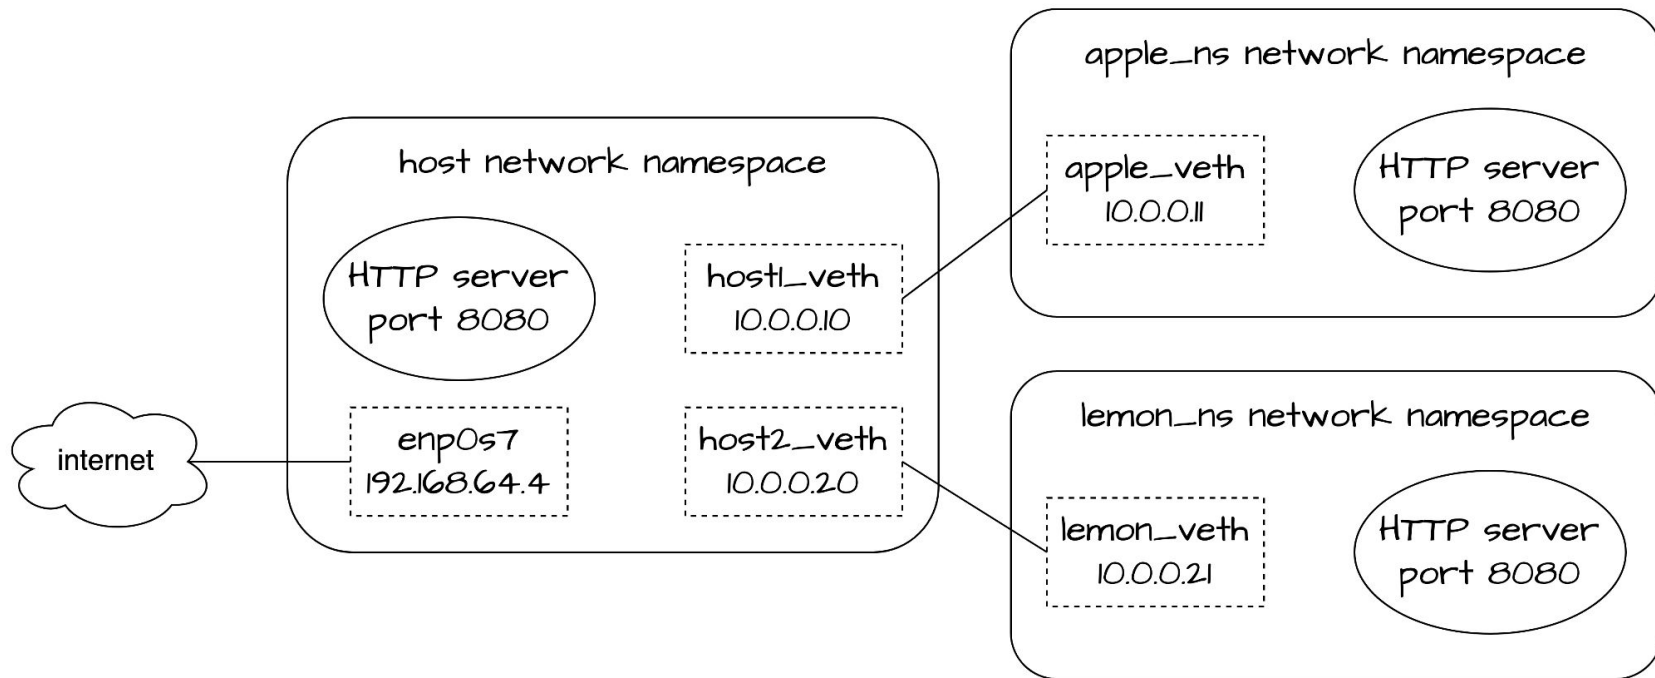 apple_ns network namespace
apple_veth
10.0.0.11
HTTP server
port 8080
host network namespace
HTTP server
port 8080
host1_veth
10.0.0.10
enp0s7
192.168.64.4
host2_veth
10.0.0.20
internet
lemon_ns network namespace
lemon_veth
10.0.0.21
HTTP server
port 8080